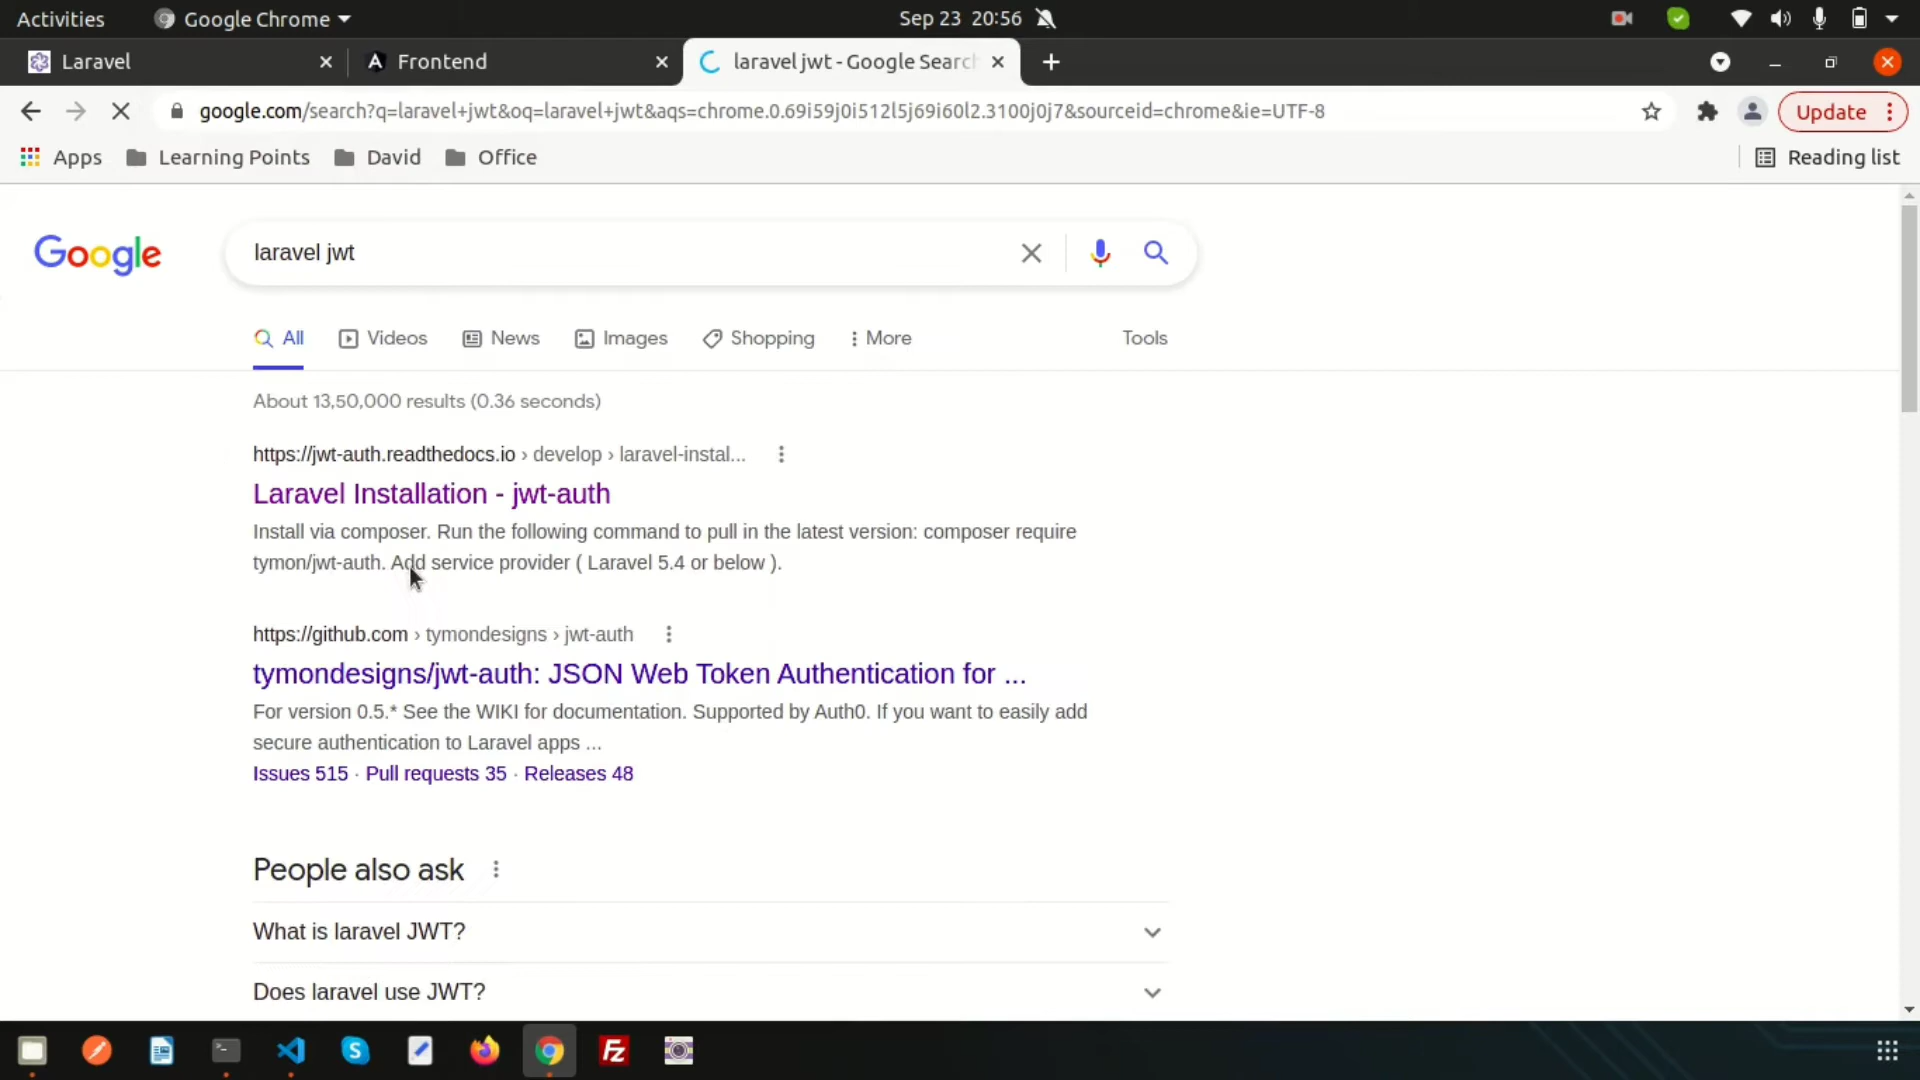 Activities
Google Chrome
Sep 23 20:56
Laravel
Frontend
laravel jwt - Google Search
google.com/search?q=laravel+jwt&oq=laravel+jwt&aqs=chrome.0.69i59j0i512l5j69i60l2.3100j0j7&sourceid=chrome&ie=UTF-8
Update
Apps
Learning Points
David
Office
Reading list
Google
laravel jwt
All
Videos
News
Images
Shopping
More
Tools
About 13,50,000 results (0.36 seconds)
https://jwt-auth.readthedocs.io › develop › laravel-instal...
Laravel Installation - jwt-auth
Install via composer. Run the following command to pull in the latest version: composer require
tymon/jwt-auth. Add service provider ( Laravel 5.4 or below ).
https://github.com › tymondesigns › jwt-auth
tymondesigns/jwt-auth: JSON Web Token Authentication for ...
For version 0.5.* See the WIKI for documentation. Supported by Auth0. If you want to easily add
secure authentication to Laravel apps ...
Issues 515 · Pull requests 35 · Releases 48
People also ask
What is laravel JWT?
Does laravel use JWT?